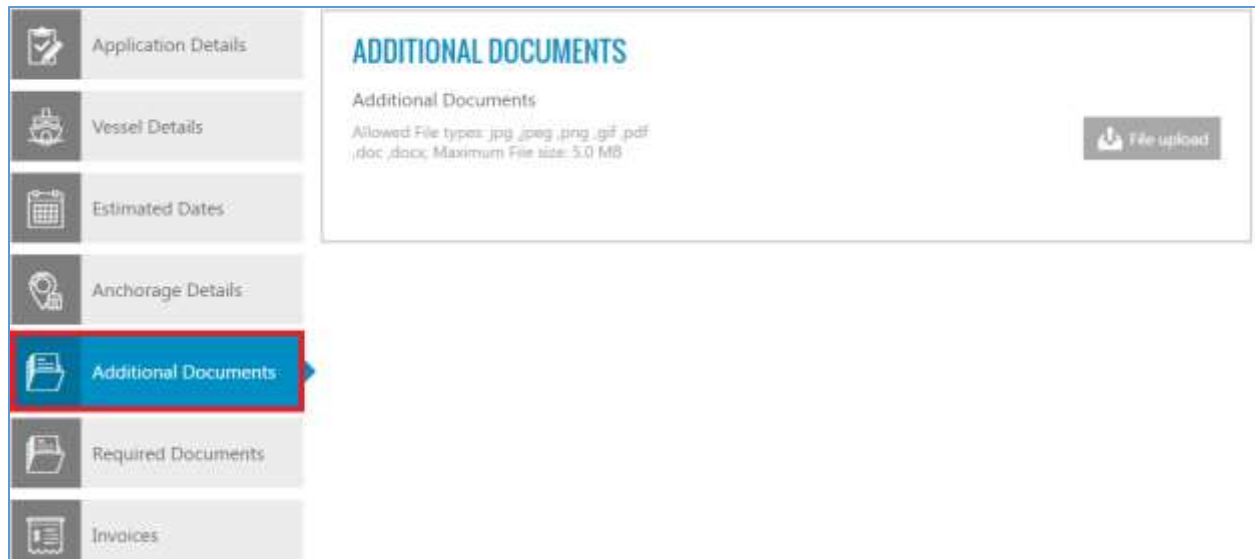 Application Details
Vessel Details
Estimated Dates
Anchorage Details
Additional Documents
Required Documents
Invoices
ADDITIONAL DOCUMENTS
Additional Documents
Allowed File types: jpg ,jpeg ,png ,gif ,pdf
,doc ,docx; Maximum File size: 5.0 MB
File upload